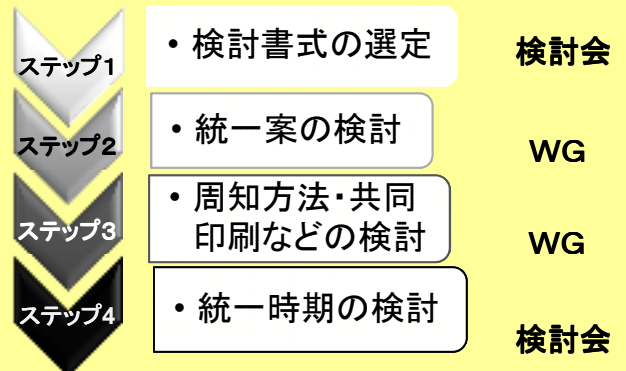 ステップ1
・検討書式の選定
検討会
ステップ2
・統一案の検討
WG
ステップ3
・周知方法・共同
印刷などの検討
WG
ステップ4
・統一時期の検討
検討会